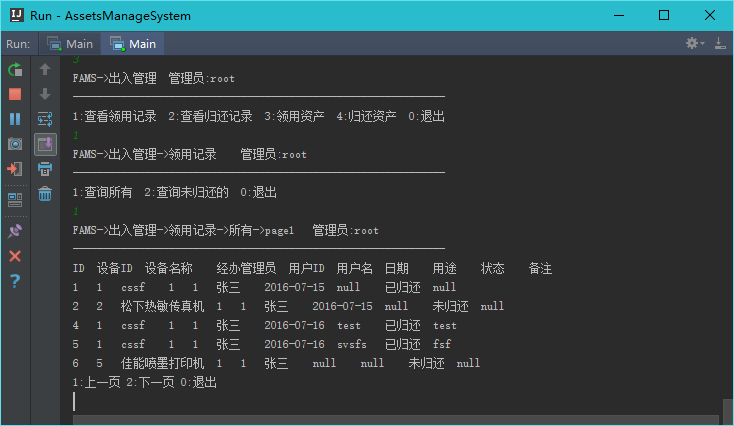 Run - AssetsManageSystem
Run: Main Main
3
FAMS->出入管理 管理员:root
1:查看领用记录 2:查看归还记录 3:领用资产 4:归还资产 0:退出
1
FAMS->出入管理->领用记录 管理员:root
1:查询所有 2:查询未归还的 0:退出
1
FAMS->出入管理->领用记录->所有->page1 管理员:root
ID 设备ID 设备名称 经办管理员 用户ID 用户名 日期 用途 状态 备注
1 1 cssf 1 1 张三 2016-07-15 null 已归还 null
2 2 松下热敏传真机 1 1 张三 2016-07-15 null 未归还 null
4 1 cssf 1 1 张三 2016-07-16 test 已归还 test
5 1 cssf 1 1 张三 2016-07-16 svsfs 已归还 fsf
6 5 佳能喷墨打印机 1 1 张三 null null 未归还 null
1:上一页 2:下一页 0:退出